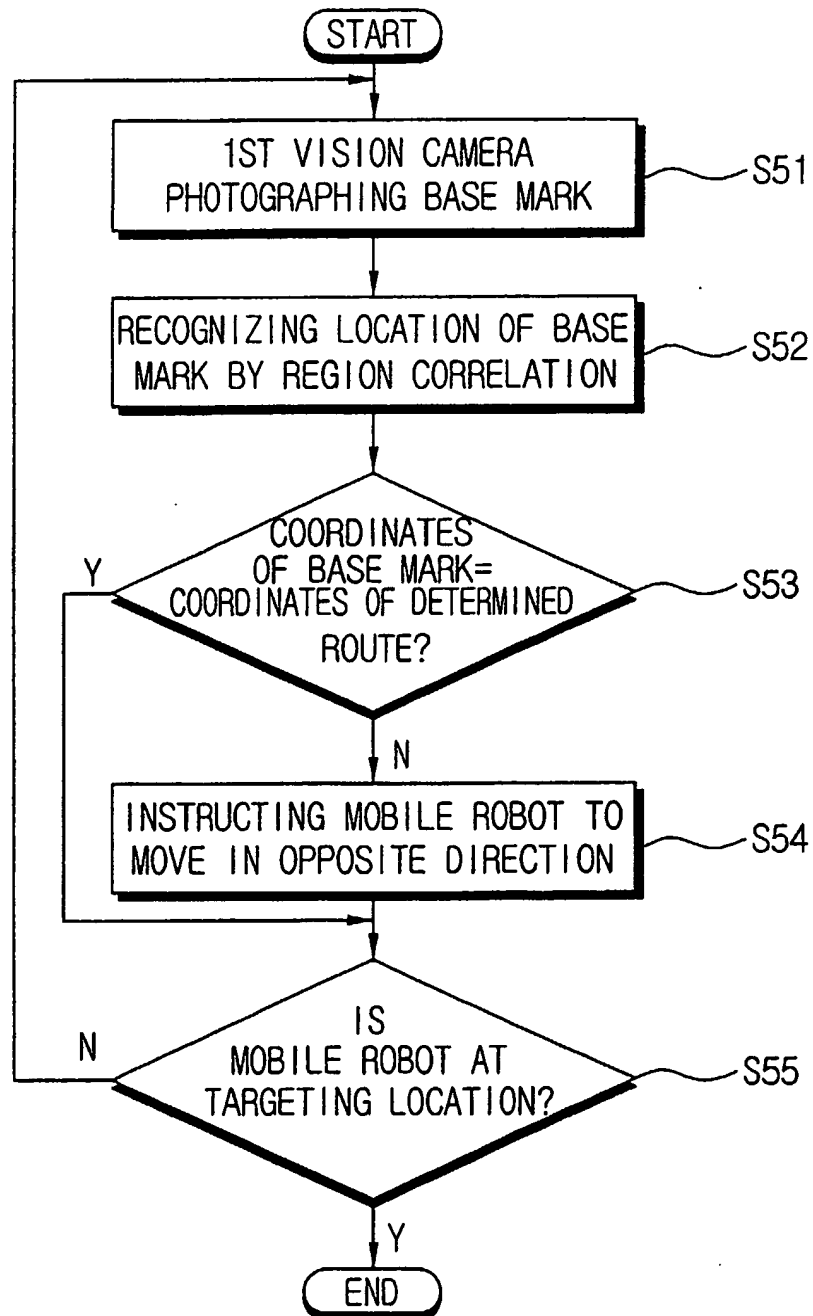 START
1ST VISION CAMERA
PHOTOGRAPHING BASE MARK
S51
RECOGNIZING LOCATION OF BASE
MARK BY REGION CORRELATION
S52
COORDINATES
OF BASE MARK=
COORDINATES OF DETERMINED
ROUTE?
Y
S53
N
INSTRUCTING MOBILE ROBOT TO
MOVE IN OPPOSITE DIRECTION
S54
IS
MOBILE ROBOT AT
TARGETING LOCATION?
N
S55
Y
END